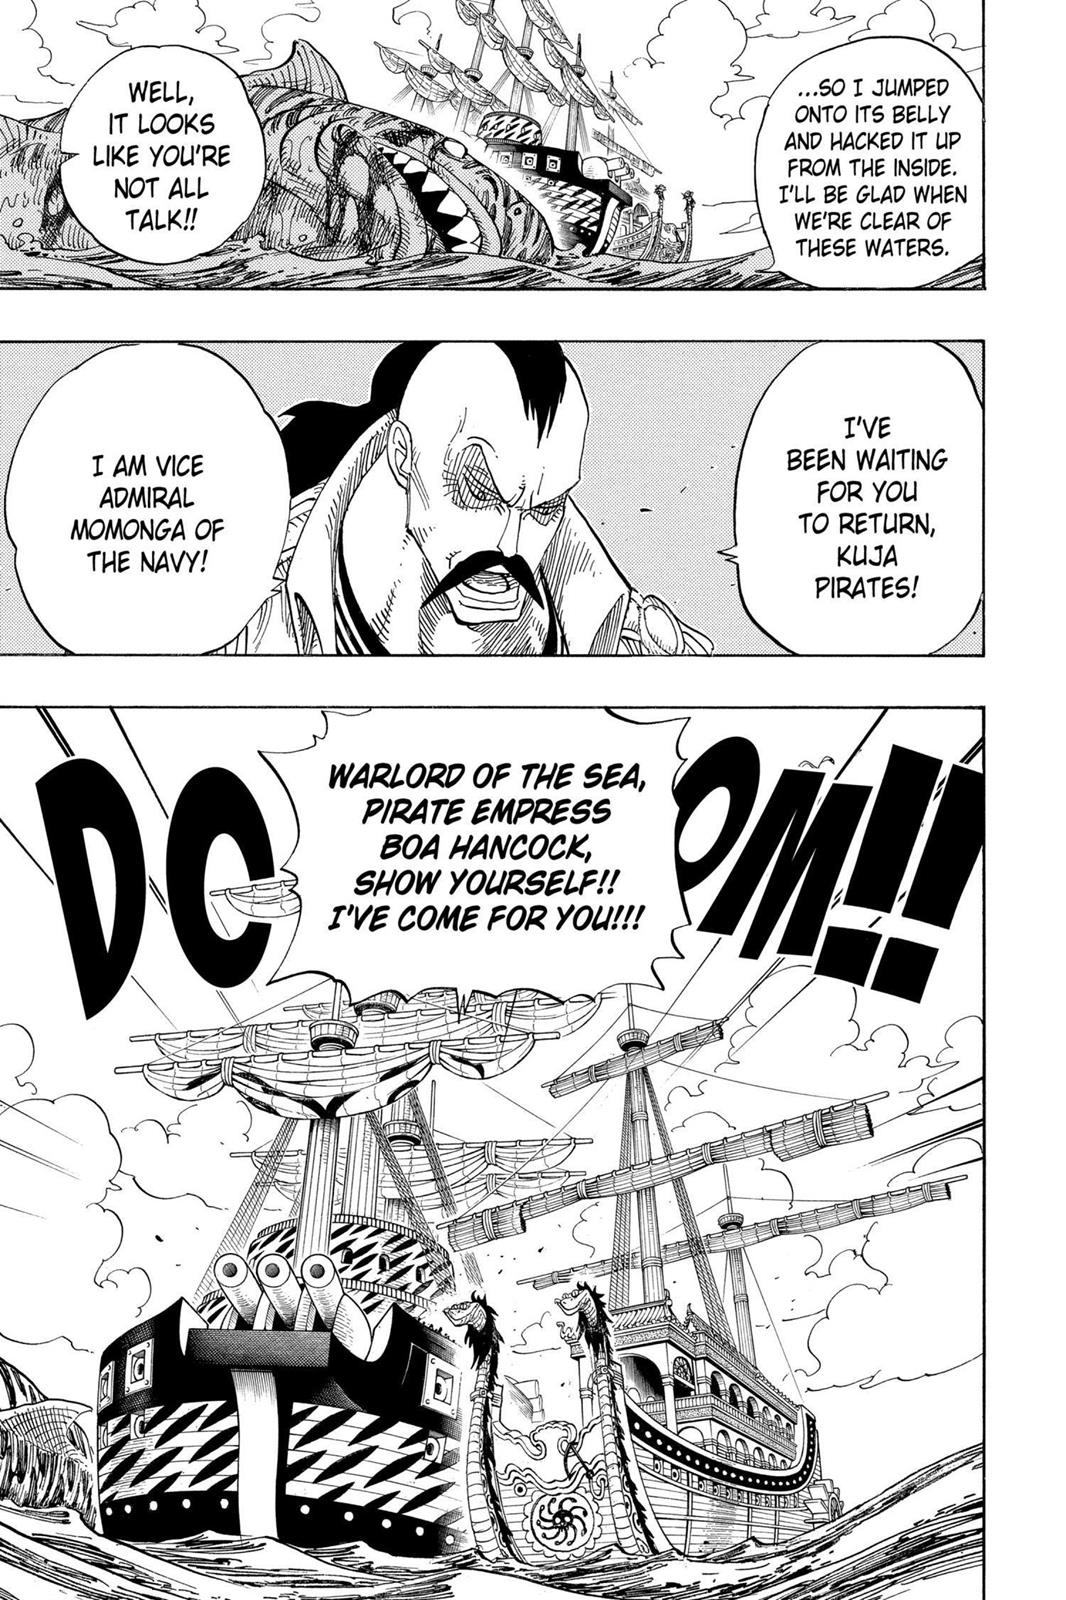 ...SO I JUMPED
ONTO ITS BELLY
AND HACKED IT UP
FROM THE INSIDE.
I'LL BE GLAD WHEN
WE'RE CLEAR OF
THESE WATERS.
WELL,
IT LOOKS
LIKE YOU'RE
NOT ALL
TALK!!
I'VE
BEEN WAITING
FOR YOU
TO RETURN,
KUJA
PIRATES!
I AM VICE
ADMIRAL
MOMONGA OF
THE NAVY!
WARLORD OF THE SEA,
PIRATE EMPRESS
BOA HANCOCK,
SHOW YOURSELF!!
I'VE COME FOR YOU!!!
DOOM!!